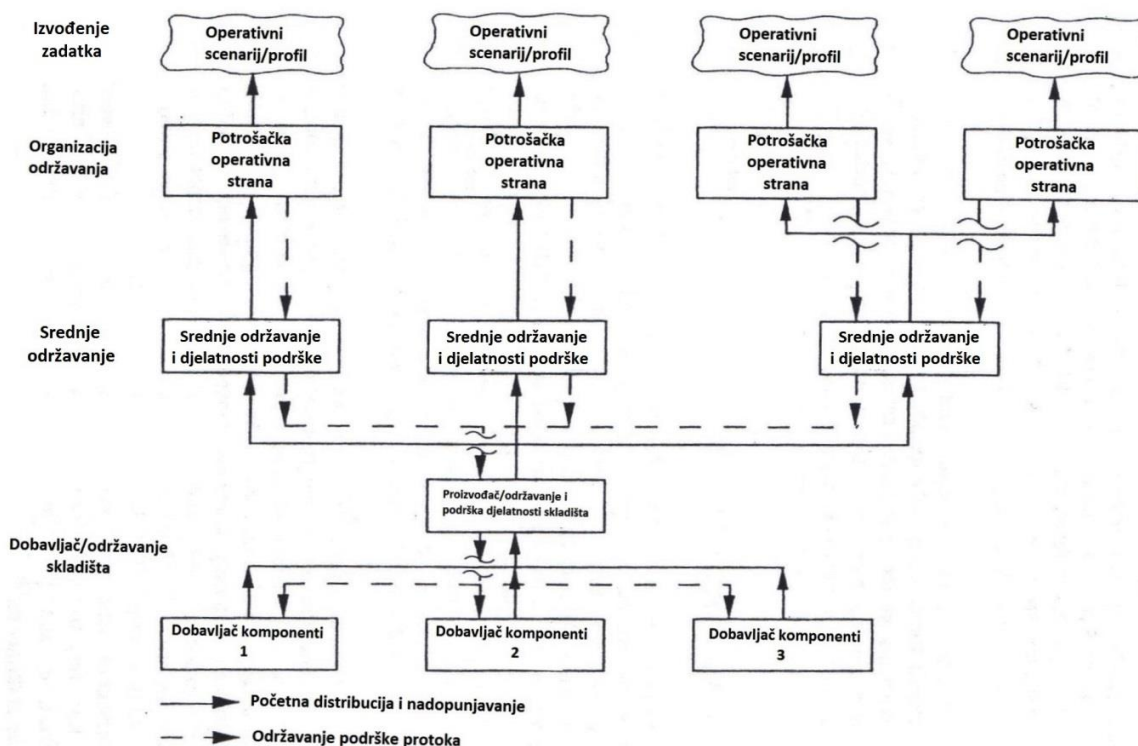 Izvođenje
zadatka
Operativni
scenarij/profil
Operativni
scenarij/profil
Operativni
scenarij/profil
Operativni
scenarij/profil
Organizacija
održavanja
Potrošačka
operativna
strana
Potrošačka
operativna
strana
Potrošačka
operativna
strana
Potrošačka
operativna
strana
Srednje
održavanje
Srednje održavanje
i djelatnosti podrške
Srednje održavanje
i djelatnosti podrške
Srednje održavanje
i djelatnosti podrške
Proizvođač/održavanje i
podrška djelatnosti skladišta
Dobavljač/održavanje
skladišta
Dobavljač komponenti
1
Dobavljač komponenti
2
Dobavljač komponenti
3
Početna distribucija i nadopunjavanje
Održavanje podrške protoka